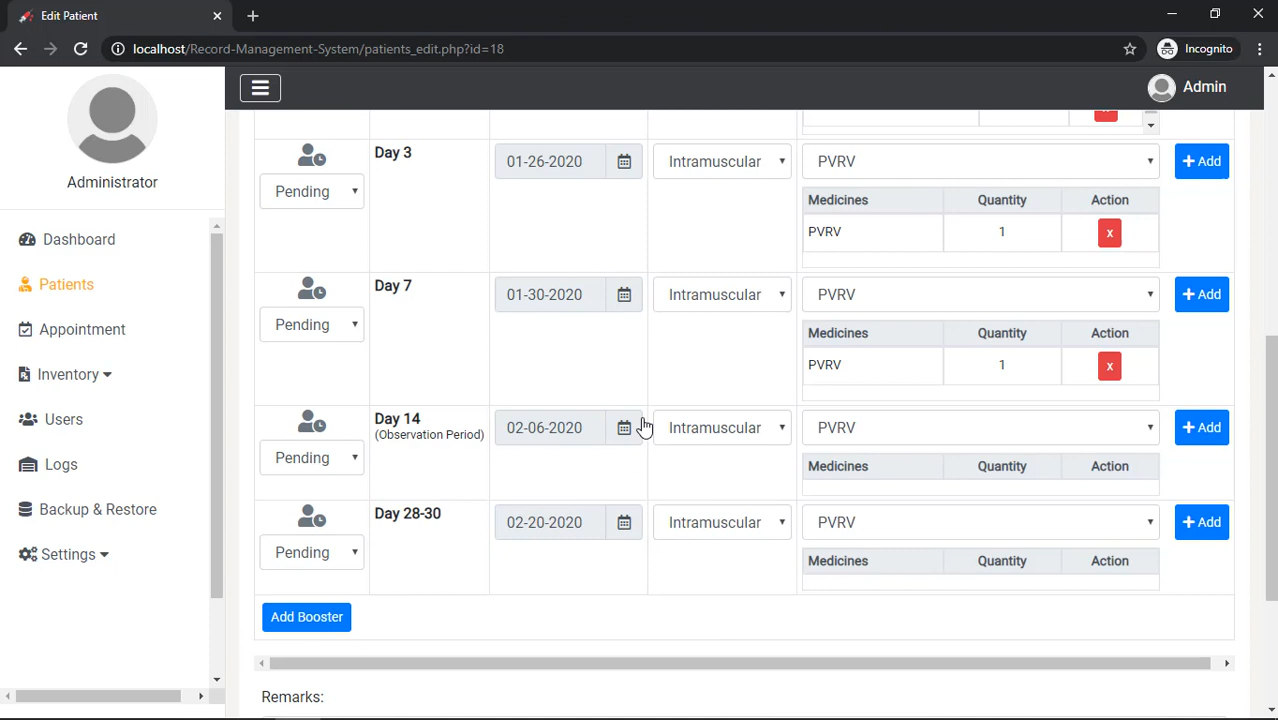 Edit Patient
localhost/Record-Management-System/patients_edit.php?id=18
Incognito
Administrator
Dashboard
Patients
Appointment
Inventory
Users
Logs
Backup & Restore
Settings
Admin
Day 3
01-26-2020
Intramuscular
PVRV
+ Add
Pending
Medicines Quantity Action
PVRV 1 x
Day 7
01-30-2020
Intramuscular
PVRV
+ Add
Pending
Medicines Quantity Action
PVRV 1 x
Day 14
(Observation Period)
02-06-2020
Intramuscular
PVRV
+ Add
Pending
Medicines Quantity Action
Day 28-30
02-20-2020
Intramuscular
PVRV
+ Add
Pending
Medicines Quantity Action
Add Booster
Remarks: